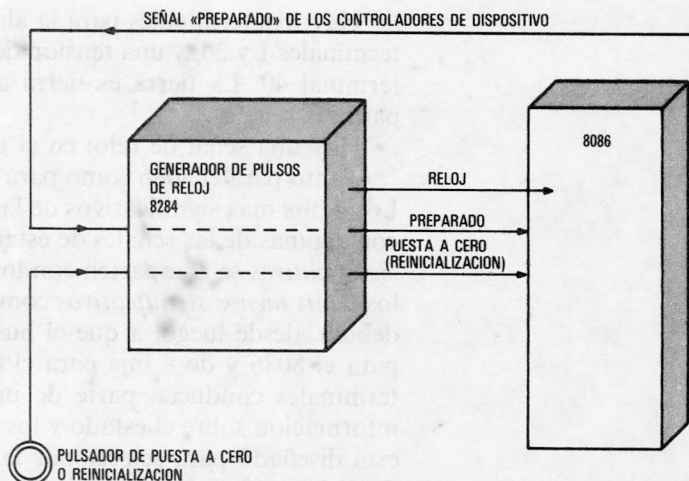 SEÑAL «PREPARADO» DE LOS CONTROLADORES DE DISPOSITIVO
GENERADOR DE PULSOS
DE RELOJ
8284
8086
RELOJ
PREPARADO
PUESTA A CERO
(REINICIALIZACION)
PULSADOR DE PUESTA A CERO
O REINICIALIZACION